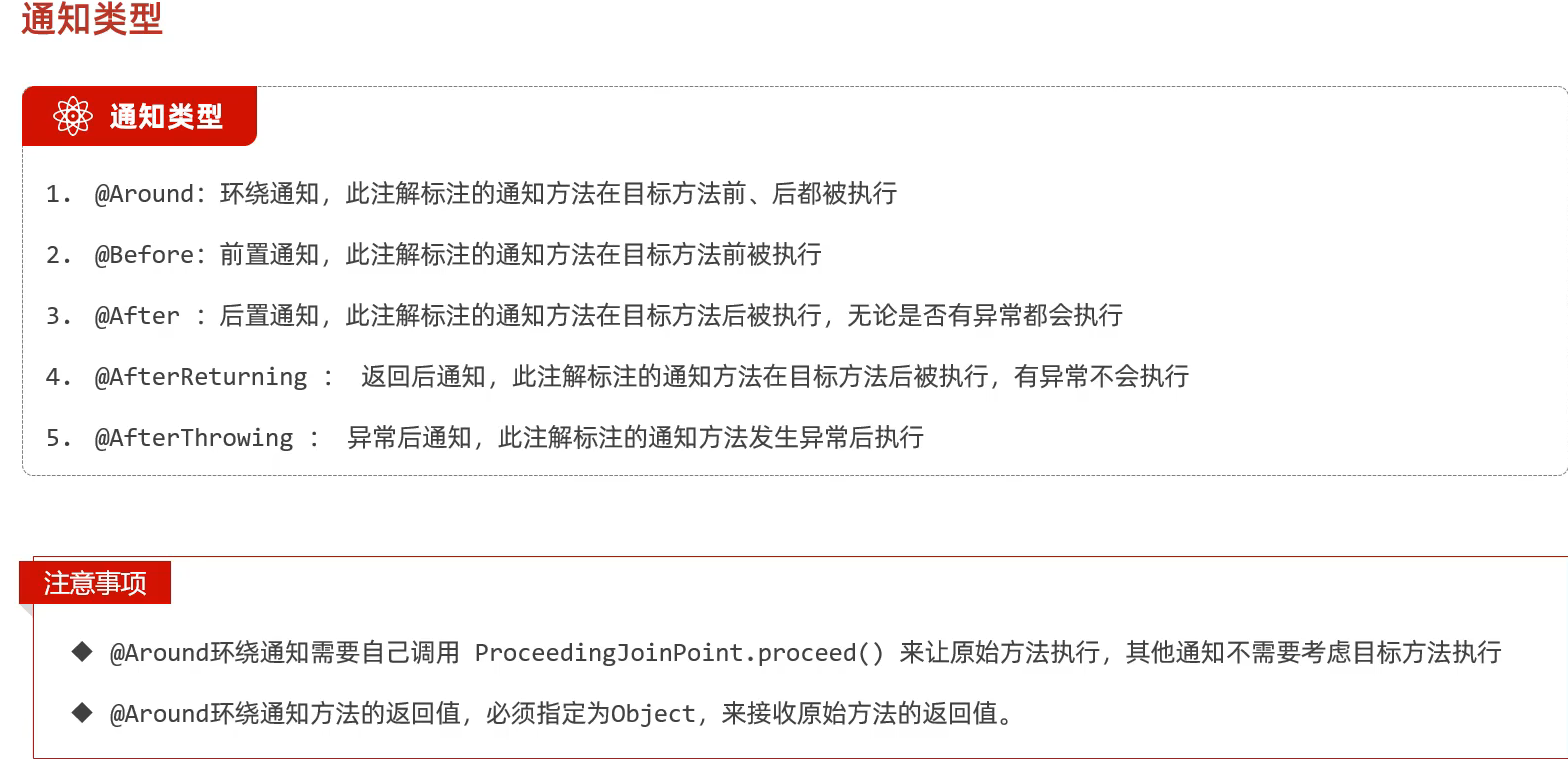 通知类型
通知类型
1. @Around：环绕通知，此注解标注的通知方法在目标方法前、后都被执行
2. @Before：前置通知，此注解标注的通知方法在目标方法前被执行
3. @After ：后置通知，此注解标注的通知方法在目标方法后被执行，无论是否有异常都会执行
4. @AfterReturning ： 返回后通知，此注解标注的通知方法在目标方法后被执行，有异常不会执行
5. @AfterThrowing ： 异常后通知，此注解标注的通知方法发生异常后执行
注意事项
◆ @Around环绕通知需要自己调用 ProceedingJoinPoint.proceed() 来让原始方法执行，其他通知不需要考虑目标方法执行
◆ @Around环绕通知方法的返回值，必须指定为Object，来接收原始方法的返回值。